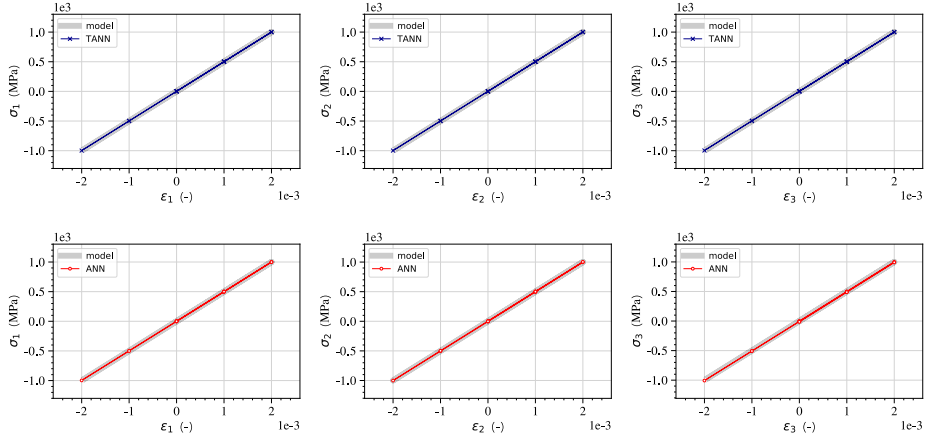 1e3 1e3 1e3
model model model
TANN TANN TANN
1.0 1.0 1.0
0.5 0.5 0.5
0.0 0.0 0.0
-0.5 -0.5 -0.5
-1.0 -1.0 -1.0
σ1 (MPa) σ2 (MPa) σ3 (MPa)
-2 -1 0 1 2 -2 -1 0 1 2 -2 -1 0 1 2
ε1 (-) 1e-3 ε2 (-) 1e-3 ε3 (-) 1e-3
1e3 1e3 1e3
model model model
ANN ANN ANN
1.0 1.0 1.0
0.5 0.5 0.5
0.0 0.0 0.0
-0.5 -0.5 -0.5
-1.0 -1.0 -1.0
σ1 (MPa) σ2 (MPa) σ3 (MPa)
-2 -1 0 1 2 -2 -1 0 1 2 -2 -1 0 1 2
ε1 (-) 1e-3 ε2 (-) 1e-3 ε3 (-) 1e-3